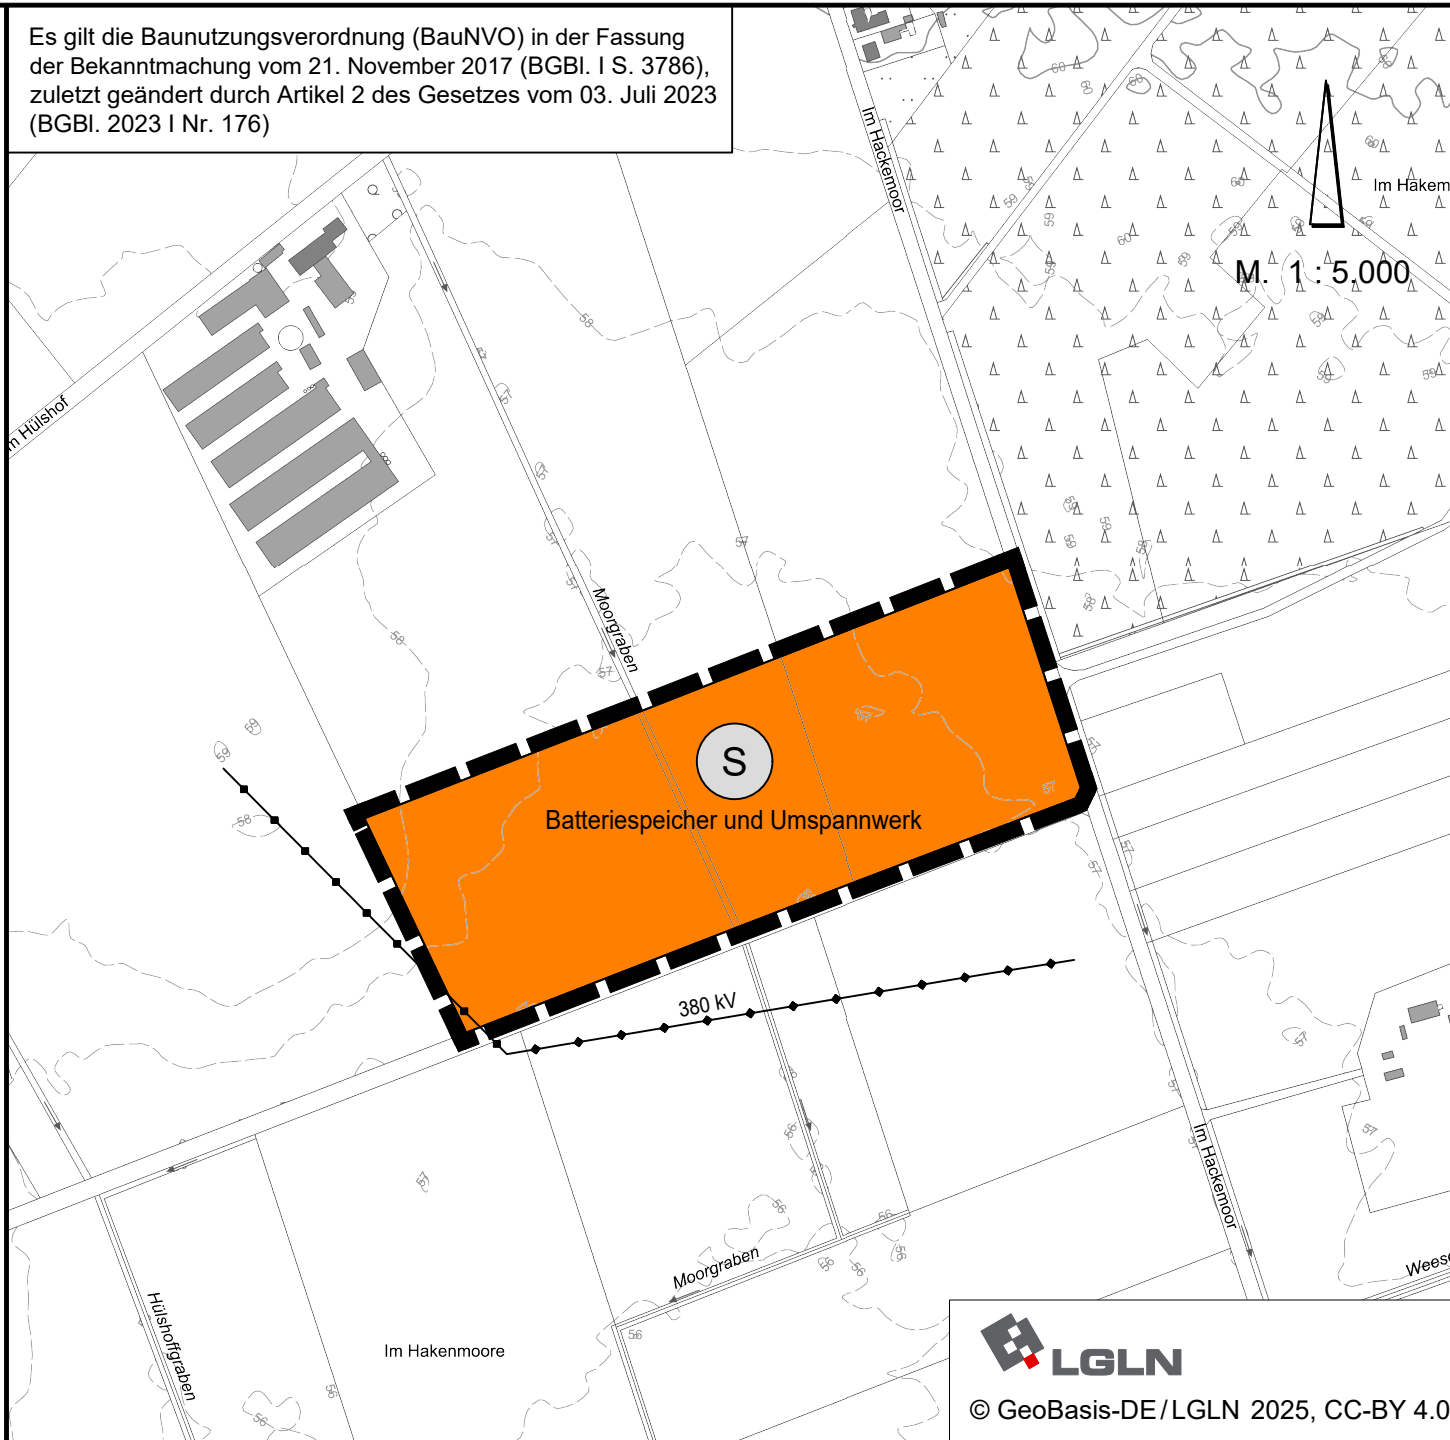 Es gilt die Baunutzungsverordnung (BauNVO) in der Fassung
der Bekanntmachung vom 21. November 2017 (BGBl. I S. 3786),
zuletzt geändert durch Artikel 2 des Gesetzes vom 03. Juli 2023
(BGBl. 2023 I Nr. 176)
Im Hackemoor
Im Hakem
M. 1 : 5.000
m Hülshof
Moorgraben
S
Batteriespeicher und Umspannwerk
380 kV
Im Hackemoor
Moorgraben
Weese
Hülshoffgraben
Im Hakenmoore
LGLN
© GeoBasis-DE/LGLN 2025, CC-BY 4.0